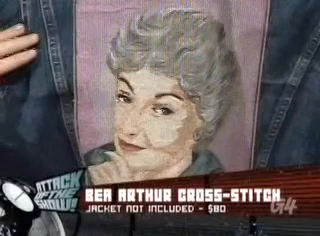 ATTACK
OF THE
SHOW!
BEA ARTHUR CROSS-STITCH
JACKET NOT INCLUDED - $80
G4